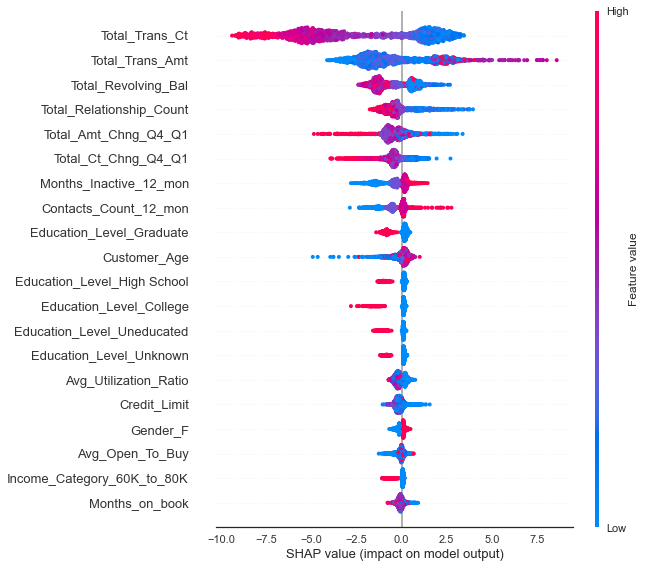 High
Total_Trans_Ct
Total_Trans_Amt
Total_Revolving_Bal
Total_Relationship_Count
Total_Amt_Chng_Q4_Q1
Total_Ct_Chng_Q4_Q1
Months_Inactive_12_mon
Contacts_Count_12_mon
Education_Level_Graduate
Customer_Age
Education_Level_High School
Education_Level_College
Education_Level_Uneducated
Education_Level_Unknown
Avg_Utilization_Ratio
Credit_Limit
Gender_F
Avg_Open_To_Buy
Income_Category_60K_to_80K
Months_on_book
Feature value
Low
−10.0 −7.5 −5.0 −2.5 0.0 2.5 5.0 7.5
SHAP value (impact on model output)